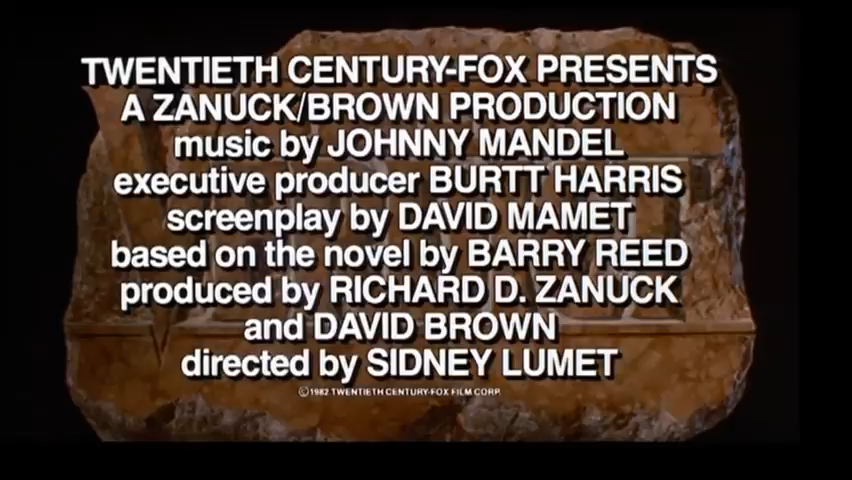 TWENTIETH CENTURY-FOX PRESENTS
A ZANUCK/BROWN PRODUCTION
music by JOHNNY MANDEL
executive producer BURTT HARRIS
screenplay by DAVID MAMET
based on the novel by BARRY REED
produced by RICHARD D. ZANUCK
and DAVID BROWN
directed by SIDNEY LUMET
©1982 TWENTIETH CENTURY-FOX FILM CORP.